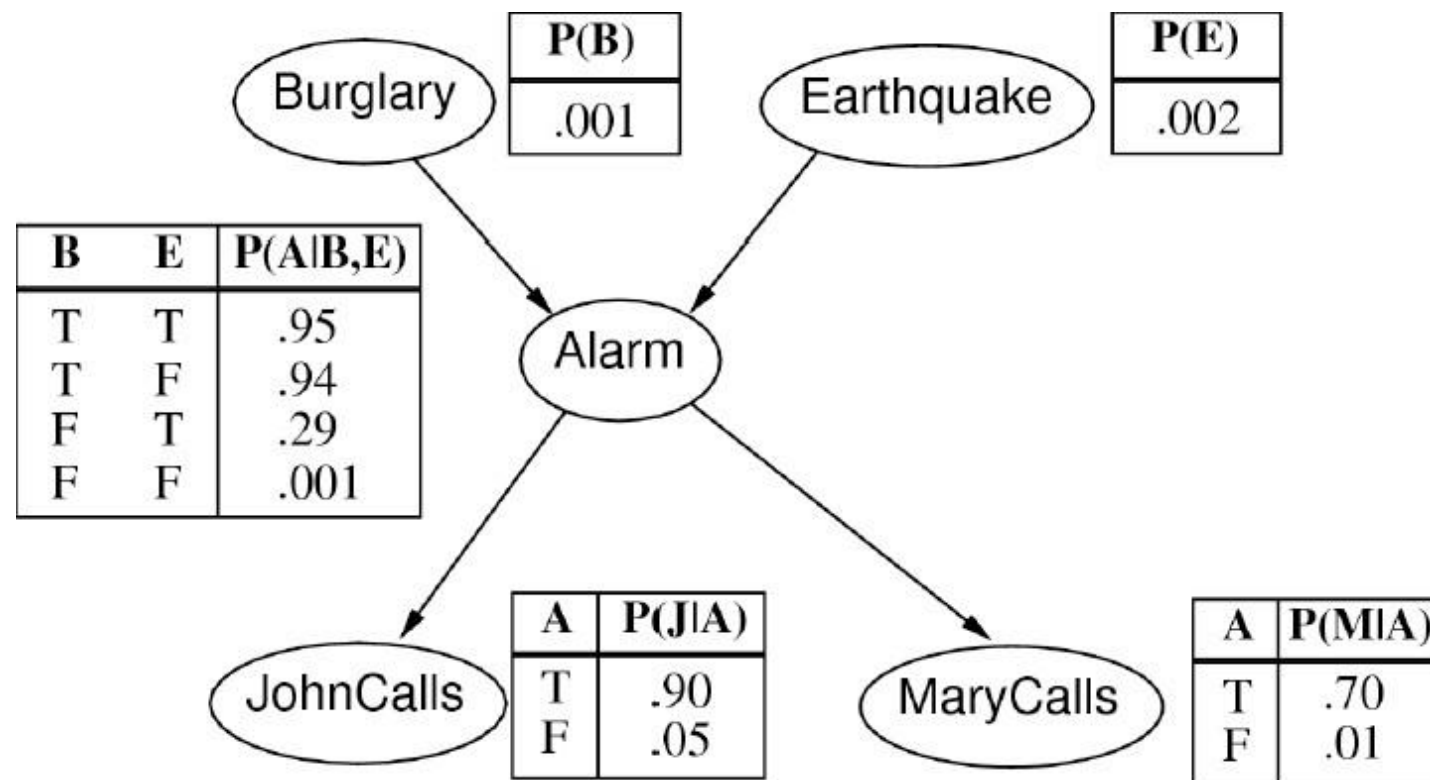 Burglary
P(B)
.001
Earthquake
P(E)
.002
B E P(A|B,E)
T T .95
T F .94
F T .29
F F .001
Alarm
JohnCalls
A P(J|A)
T .90
F .05
MaryCalls
A P(M|A)
T .70
F .01